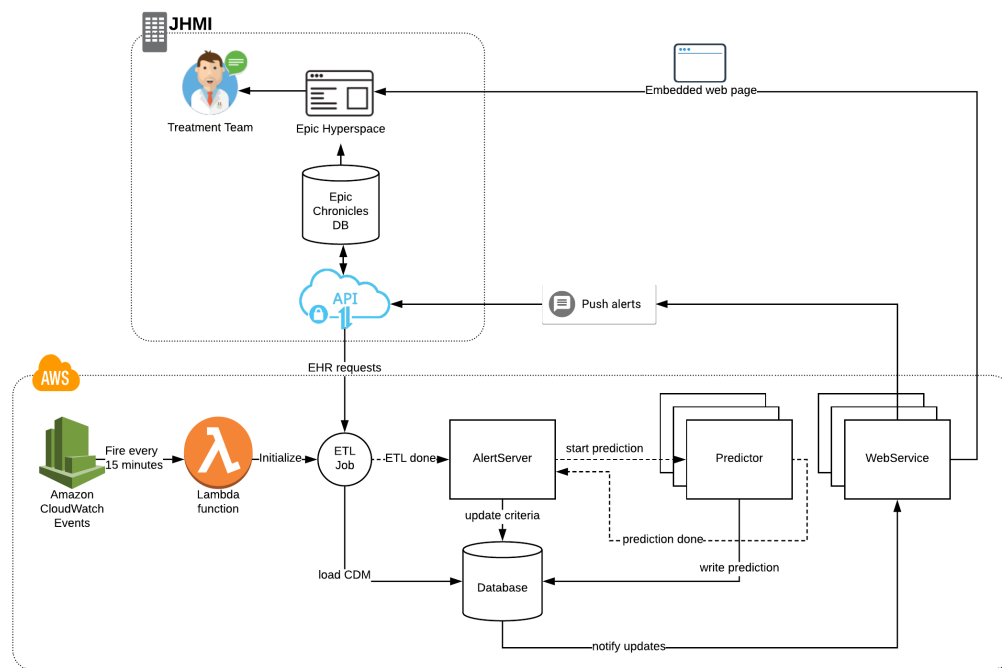 JHMI
Treatment Team
Epic Hyperspace
Embedded web page
Epic
Chronicles
DB
API
Push alerts
EHR requests
AWS
Fire every
15 minutes
Amazon
CloudWatch
Events
Lambda
function
Initialize
ETL
Job
ETL done
AlertServer
start prediction
Predictor
WebService
update criteria
prediction done
load CDM
Database
write prediction
notify updates